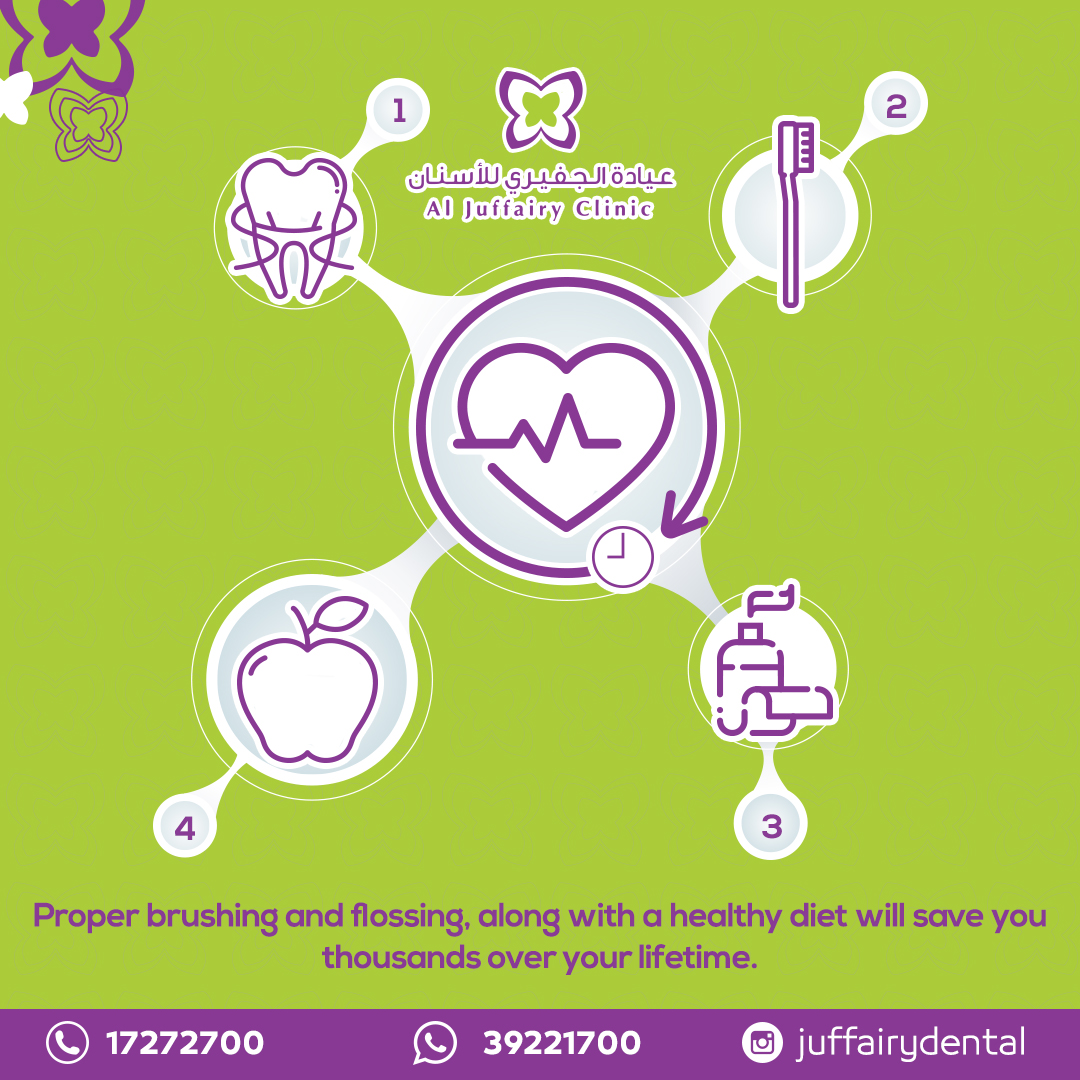 1
2
عيادة الجفيري للأسنان
Al Juffairy Clinic
4
3
Proper brushing and flossing, along with a healthy diet will save you
thousands over your lifetime.
17272700
39221700
juffairydental